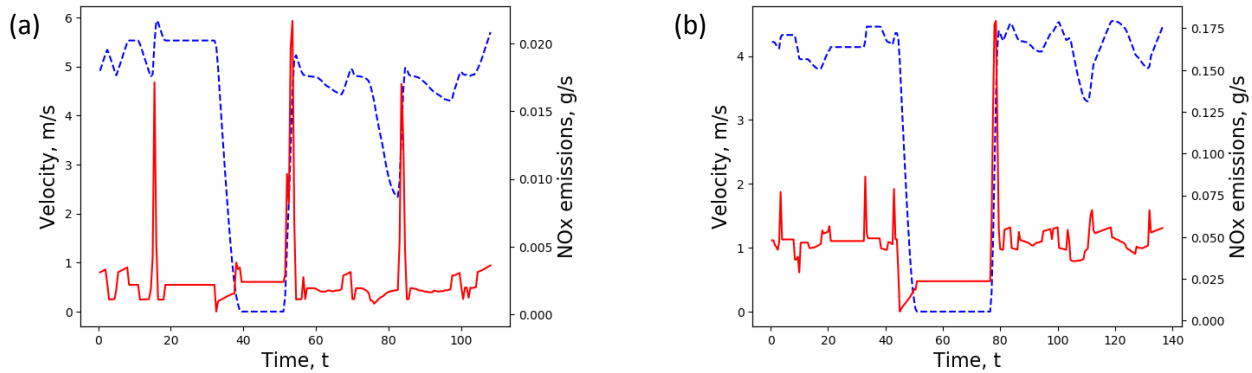 (a)
Velocity, m/s
6
5
4
3
2
1
0
0 20 40 60 80 100
Time, t
0.020
0.015
0.010
0.005
0.000
NOx emissions, g/s
(b)
Velocity, m/s
4
3
2
1
0
0 20 40 60 80 100 120 140
Time, t
0.175
0.150
0.125
0.100
0.075
0.050
0.025
0.000
NOx emissions, g/s